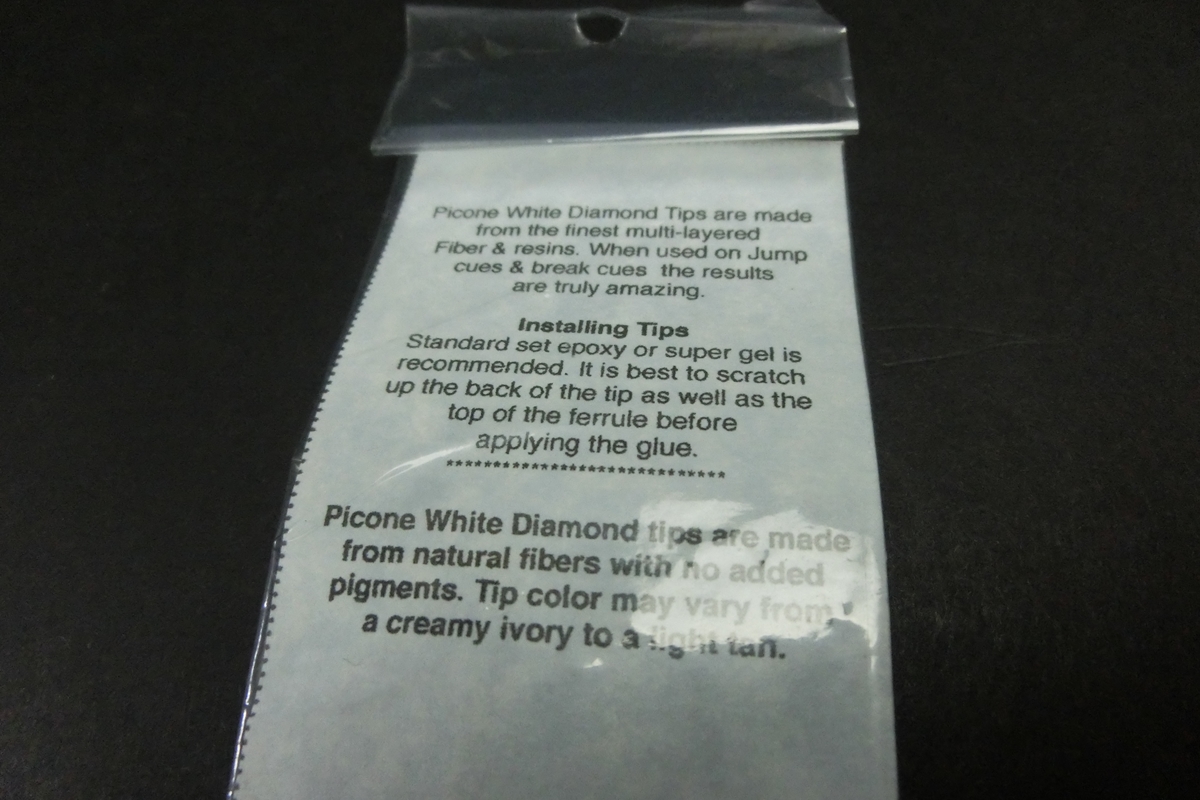 Picone White Diamond Tips are made
from the finest multi-layered
Fiber & resins. When used on Jump
cues & break cues the results
are truly amazing.
Installing Tips
Standard set epoxy or super gel is
recommended. It is best to scratch
up the back of the tip as well as the
top of the ferrule before
applying the glue.
****************************
Picone White Diamond tips are made
from natural fibers with no added
pigments. Tip color may vary from
a creamy ivory to a light tan.